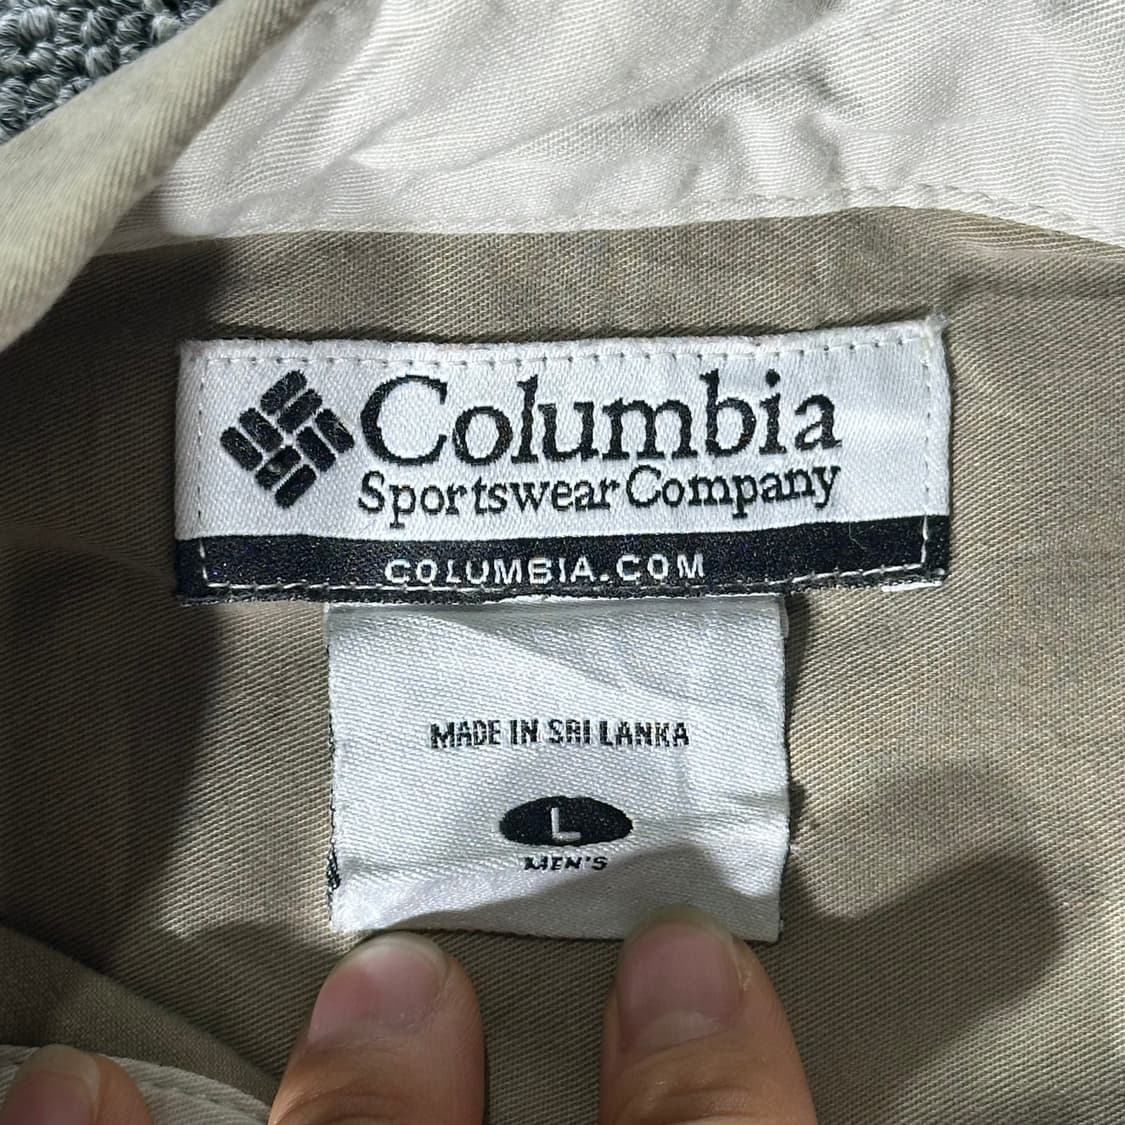 Columbia
Sportswear Company
COLUMBIA.COM
MADE IN SRI LANKA
L
MEN'S